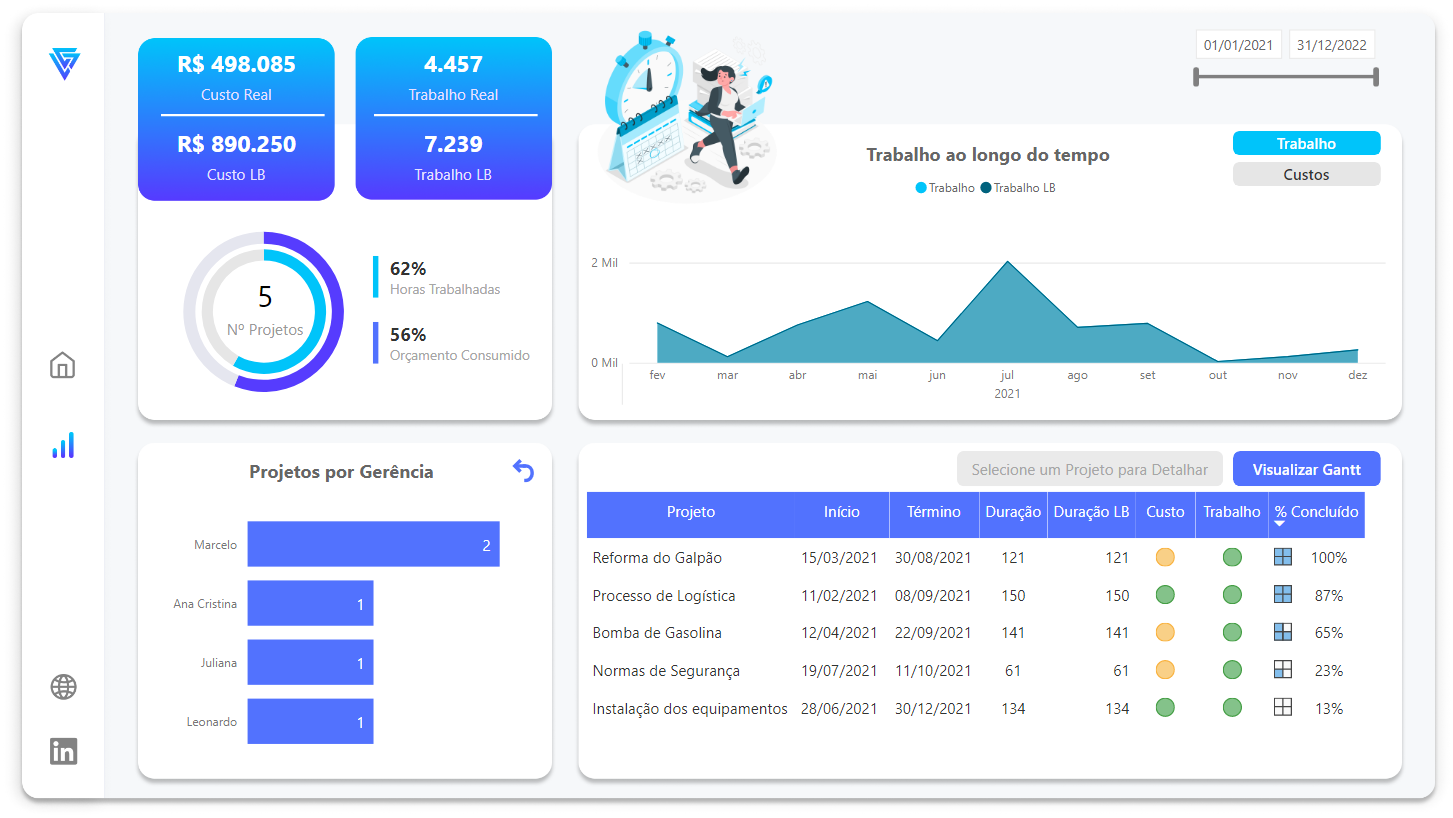 R$ 498.085
Custo Real
R$ 890.250
Custo LB
4.457
Trabalho Real
7.239
Trabalho LB
01/01/2021 31/12/2022
5
Nº Projetos
62%
Horas Trabalhadas
56%
Orçamento Consumido
Trabalho ao longo do tempo
Trabalho Trabalho LB
Trabalho
Custos
2 Mil
0 Mil
fev mar abr mai jun jul ago set out nov dez
2021
Projetos por Gerência
Marcelo 2
Ana Cristina 1
Juliana 1
Leonardo 1
in
Selecione um Projeto para Detalhar Visualizar Gantt
Projeto Início Término Duração Duração LB Custo Trabalho % Concluído
Reforma do Galpão 15/03/2021 30/08/2021 121 121 100%
Processo de Logística 11/02/2021 08/09/2021 150 150 87%
Bomba de Gasolina 12/04/2021 22/09/2021 141 141 65%
Normas de Segurança 19/07/2021 11/10/2021 61 61 23%
Instalação dos equipamentos 28/06/2021 30/12/2021 134 134 13%